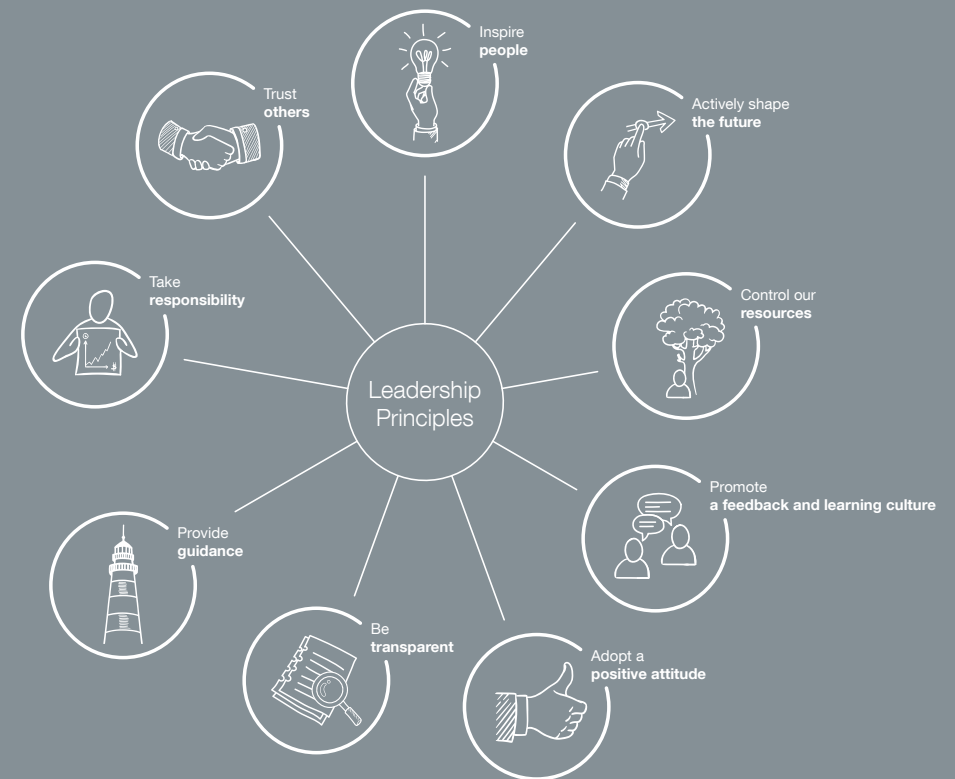 Inspire
people
Actively shape
the future
Control our
resources
Promote
a feedback and learning culture
Adopt a
positive attitude
Be
transparent
Provide
guidance
Take
responsibility
Trust
others
Leadership
Principles